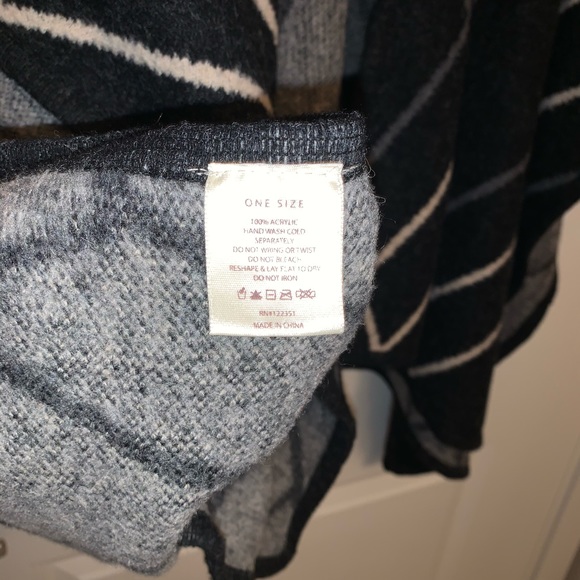 ONE SIZE
100% ACRYLIC
HAND WASH COLD
SEPARATELY
DO NOT WRING OR TWIST
DO NOT BLEACH
RESHAPE & LAY FLAT TO DRY
DO NOT IRON
RN#133351
MADE IN CHINA